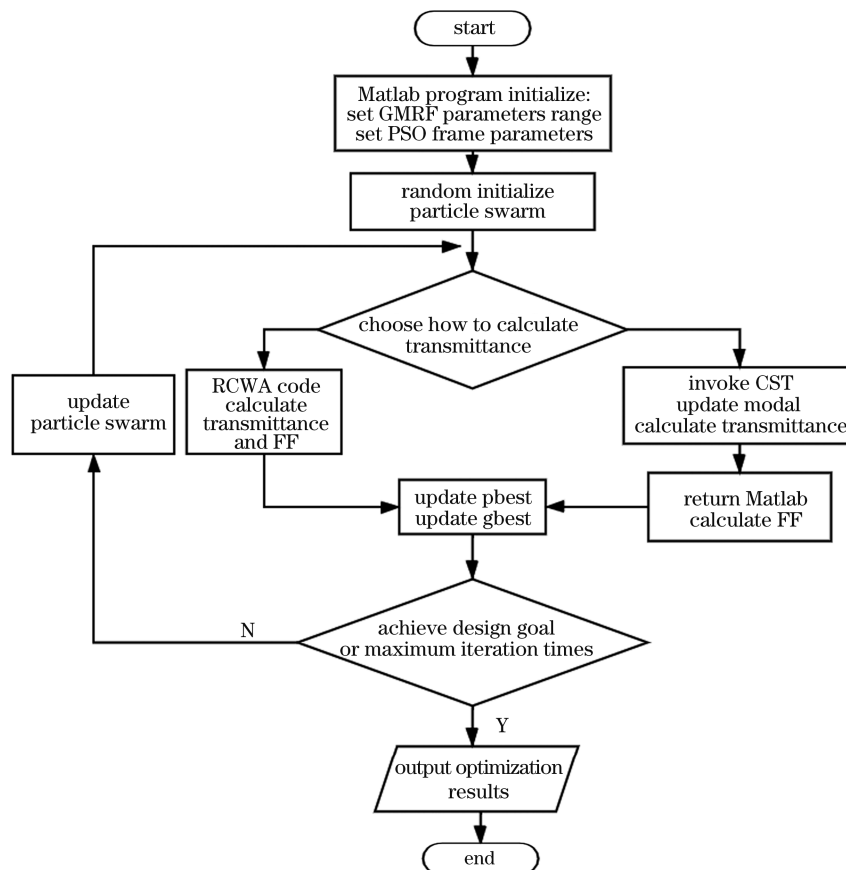 start
Matlab program initialize:
set GMRF parameters range
set PSO frame parameters
random initialize
particle swarm
choose how to calculate
transmittance
RCWA code
calculate
transmittance
and FF
invoke CST
update modal
calculate transmittance
update
particle swarm
update pbest
update gbest
return Matlab
calculate FF
achieve design goal
or maximum iteration times
N
Y
output optimization
results
end